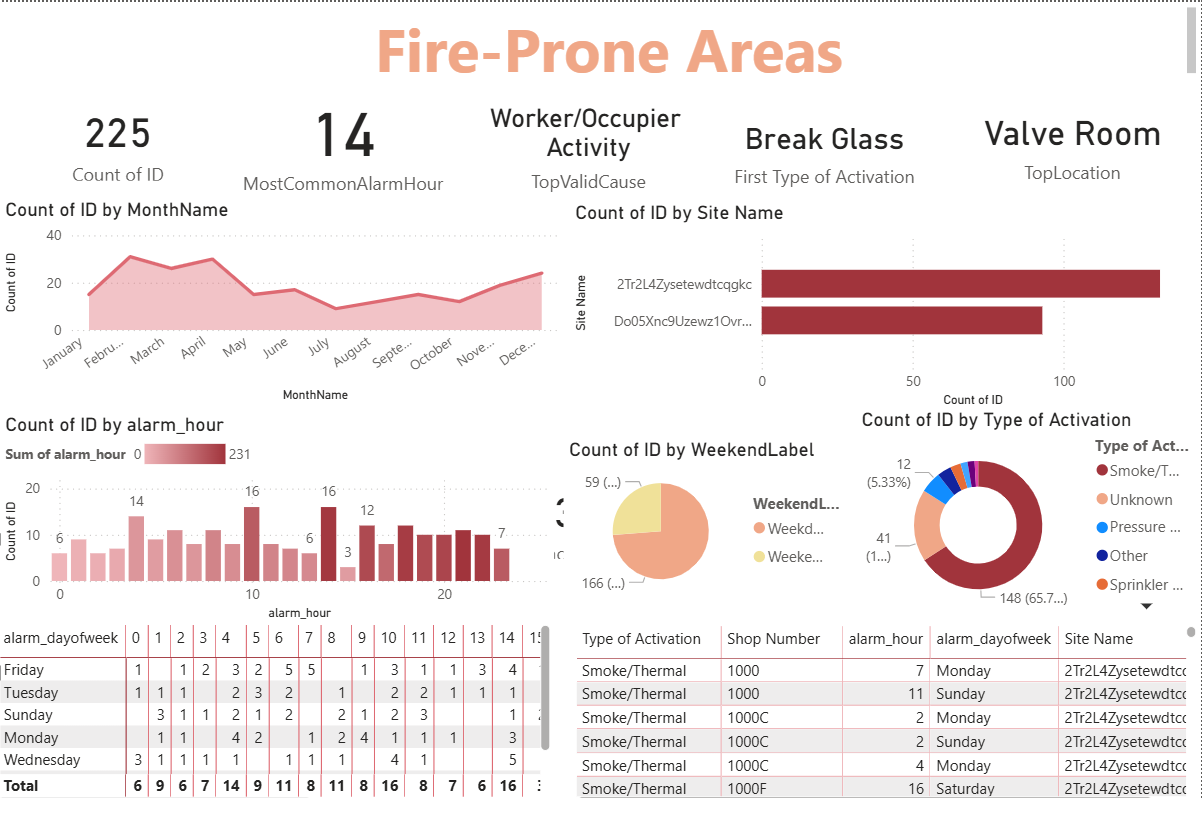 Fire-Prone Areas
225
Count of ID
14
MostCommonAlarmHour
Worker/Occupier
Activity
TopValidCause
Break Glass
First Type of Activation
Valve Room
TopLocation
Count of ID by MonthName
Count of ID
40
20
0
January
Febru...
March
April
May
June
July
August
Septe...
October
Nove...
Dece...
MonthName
Count of ID by Site Name
Site Name
2Tr2L4Zysetewdtcqgkc
Do05Xnc9Uzewz1Ovr...
0 50 100
Count of ID
Count of ID by alarm_hour
Sum of alarm_hour 0 231
Count of ID
20
10
0
6 14 16 6 16 3 12 7
0 10 20
alarm_hour
Count of ID by WeekendLabel
59 (...)
166 (...)
WeekendL...
Weekd...
Weeke...
Count of ID by Type of Activation
12
(5.33%)
41
(1...)
148 (65.7...)
Type of Act...
Smoke/T...
Unknown
Pressure ...
Other
Sprinkler ...
alarm_dayofweek 0 1 2 3 4 5 6 7 8 9 10 11 12 13 14 15
Friday 1 1 2 3 2 5 5 1 3 1 1 3 4
Tuesday 1 1 1 2 3 2 1 2 2 1 1 1
Sunday 3 1 1 2 1 2 2 1 2 3 1
Monday 1 1 4 2 1 2 4 1 1 1 3
Wednesday 3 1 1 1 1 1 1 1 4 1 5
Total 6 9 6 7 14 9 11 8 11 8 16 8 7 6 16
Type of Activation Shop Number alarm_hour alarm_dayofweek Site Name
Smoke/Thermal 1000 7 Monday 2Tr2L4Zysetewdtc
Smoke/Thermal 1000 11 Sunday 2Tr2L4Zysetewdtc
Smoke/Thermal 1000C 2 Monday 2Tr2L4Zysetewdtc
Smoke/Thermal 1000C 2 Sunday 2Tr2L4Zysetewdtc
Smoke/Thermal 1000C 4 Monday 2Tr2L4Zysetewdtc
Smoke/Thermal 1000F 16 Saturday 2Tr2L4Zysetewdtc